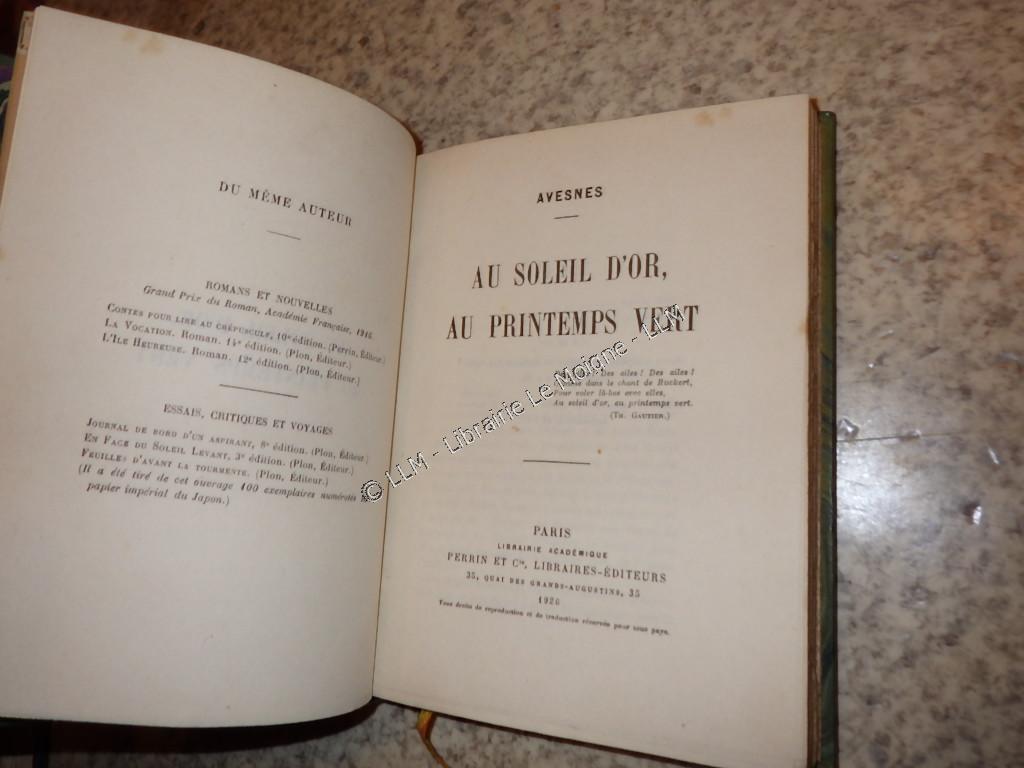 DU MÊME AUTEUR
ROMANS ET NOUVELLES
Grand Prix du Roman, Académie Française, 1916.
CONTES POUR LIRE AU CRÉPUSCULE, 10e édition. (Perrin, Éditeur.)
LA VOCATION. Roman. 14e édition. (Plon, Éditeur.)
L'ILE HEUREUSE. Roman. 12e édition. (Plon, Éditeur.)
ESSAIS, CRITIQUES ET VOYAGES
JOURNAL DE BORD D'UN ASPIRANT, 8e édition. (Plon, Éditeur.)
EN FACE DU SOLEIL LEVANT, 3e édition. (Plon, Éditeur.)
FEUILLES D'AVANT LA TOURMENTE. (Plon, Éditeur.)
(Il a été tiré de cet ouvrage 100 exemplaires numérotés
papier impérial du Japon.)
AVESNES
AU SOLEIL D'OR,
AU PRINTEMPS VERT
Des ailes ! Des ailes !
dans le chant de Ruckert,
Pour voler là-bas avec elles,
Au soleil d'or, au printemps vert.
(TH. GAUTIER.)
PARIS
LIBRAIRIE ACADÉMIQUE
PERRIN ET Cie, LIBRAIRES-ÉDITEURS
35, QUAI DES GRANDS-AUGUSTINS, 35
1926
Tous droits de reproduction et de traduction réservés pour tous pays.
© LLM - Librairie Le Moigne - LLM